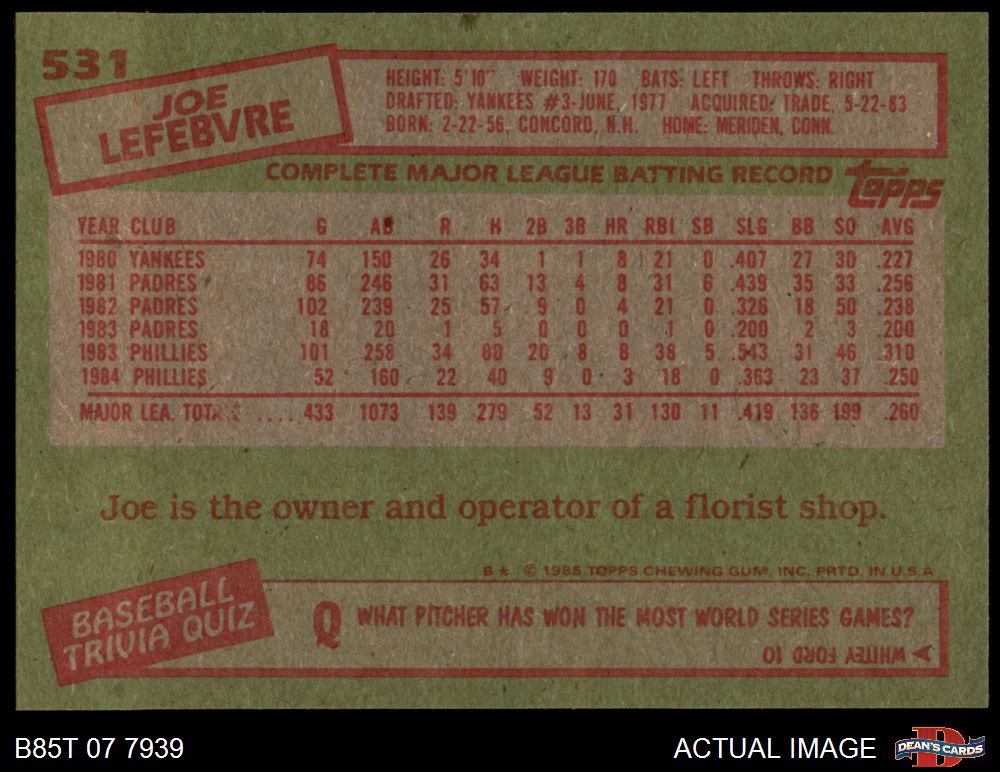 531
JOE
LEFEBVRE
HEIGHT: 5'10" WEIGHT: 170 BATS: LEFT THROWS: RIGHT
DRAFTED: YANKEES #3-JUNE, 1977 ACQUIRED: TRADE, 5-22-83
BORN: 2-22-56, CONCORD, N.H. HOME: MERIDEN, CONN.
COMPLETE MAJOR LEAGUE BATTING RECORD
topps
YEAR CLUB G AB R H 2B 3B HR RBI SB SLG BB SO AVG
1980 YANKEES 74 150 26 34 1 1 8 21 0 .407 27 30 .227
1981 PADRES 86 246 31 63 13 4 8 31 6 .439 35 33 .256
1982 PADRES 102 239 25 57 9 0 4 21 0 .326 18 50 .238
1983 PADRES 18 20 1 5 0 0 0 1 0 .200 2 3 .200
1983 PHILLIES 101 258 34 80 20 8 8 38 5 .543 31 46 .310
1984 PHILLIES 52 160 22 40 9 0 3 18 0 .363 23 37 .250
MAJOR LEA. TOTALS .... 433 1073 139 279 52 13 31 130 11 .419 136 199 .260
Joe is the owner and operator of a florist shop.
B * © 1985 TOPPS CHEWING GUM, INC. PRTD. IN U.S.A.
BASEBALL
TRIVIA QUIZ
Q WHAT PITCHER HAS WON THE MOST WORLD SERIES GAMES?
A WHITEY FORD 10
B85T 07 7939
ACTUAL IMAGE
D
DEAN'S CARDS